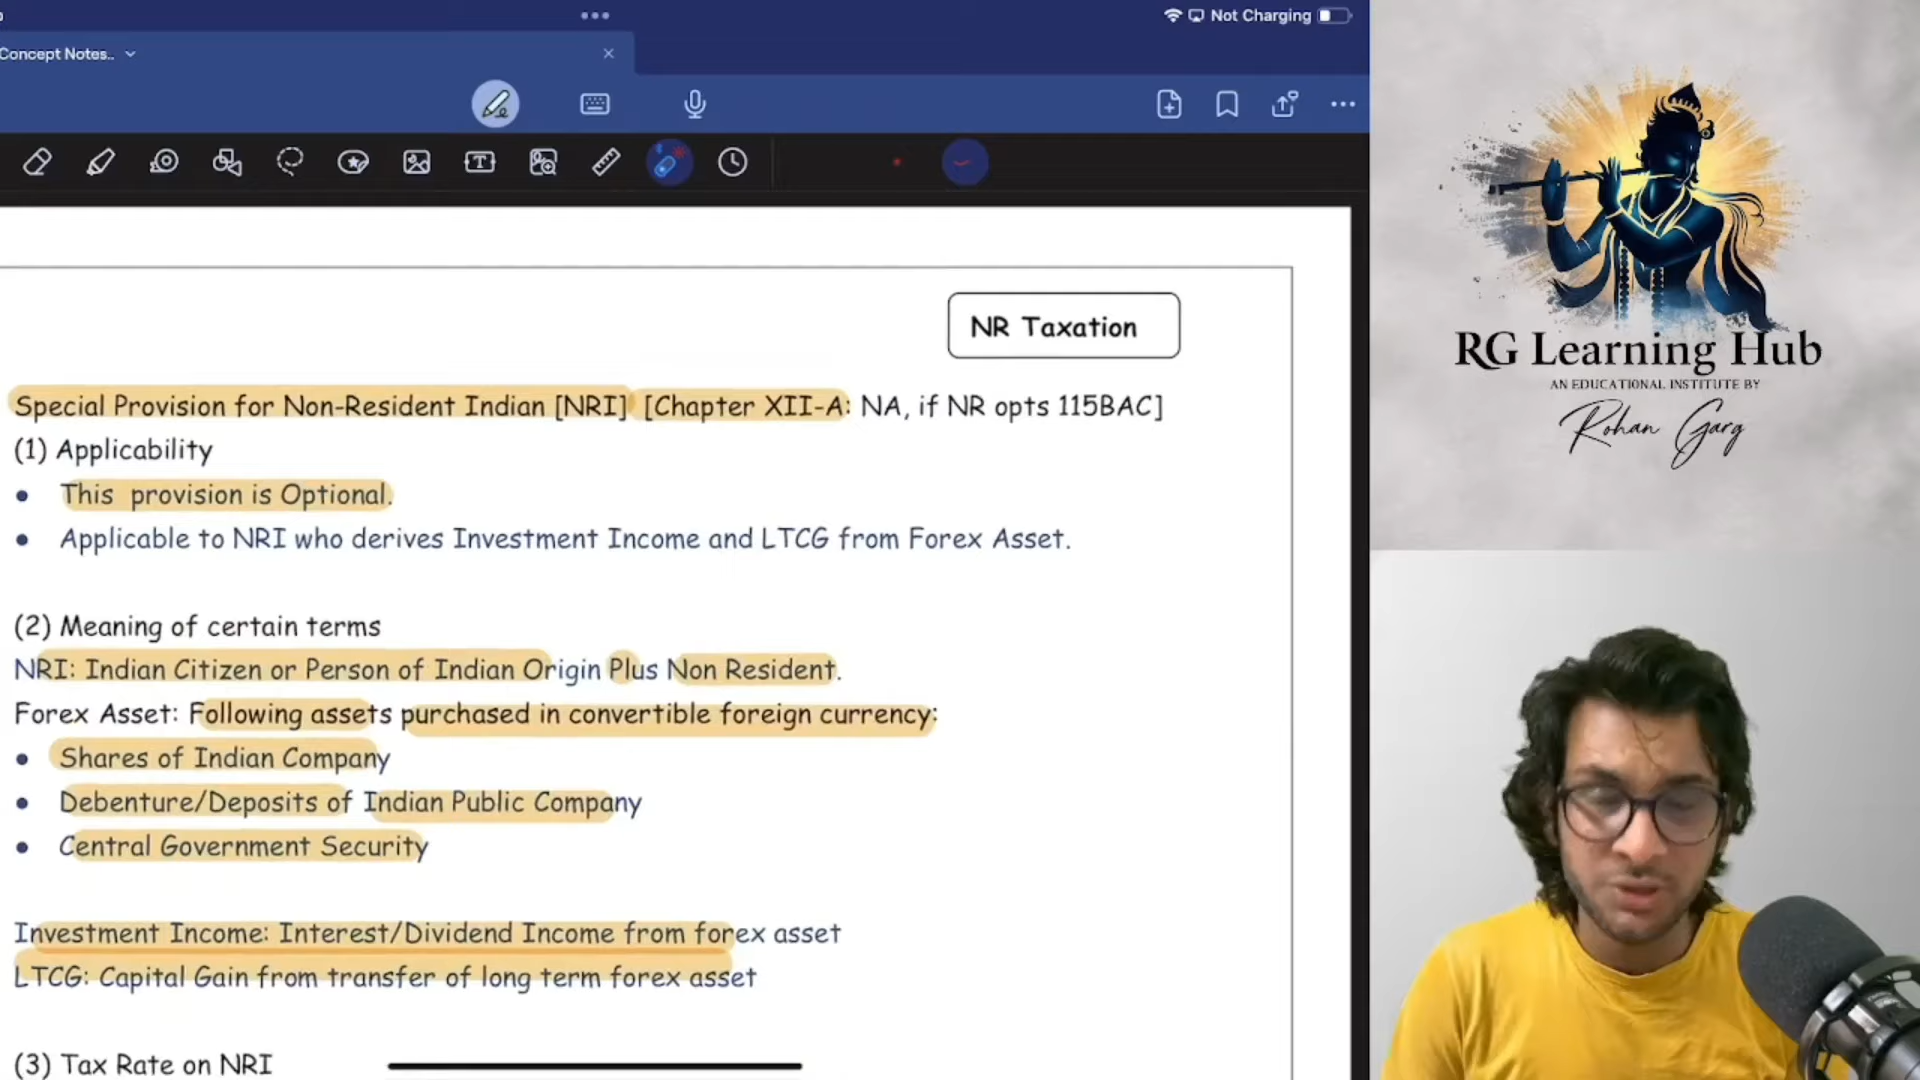 Not Charging
Concept Notes..
NR Taxation
Special Provision for Non-Resident Indian [NRI] [Chapter XII-A: NA, if NR opts 115BAC]
(1) Applicability
• This provision is Optional.
• Applicable to NRI who derives Investment Income and LTCG from Forex Asset.
(2) Meaning of certain terms
NRI: Indian Citizen or Person of Indian Origin Plus Non Resident.
Forex Asset: Following assets purchased in convertible foreign currency:
• Shares of Indian Company
• Debenture/Deposits of Indian Public Company
• Central Government Security
Investment Income: Interest/Dividend Income from forex asset
LTCG: Capital Gain from transfer of long term forex asset
(3) Tax Rate on NRI
RG Learning Hub
AN EDUCATIONAL INSTITUTE BY
Rohan Garg